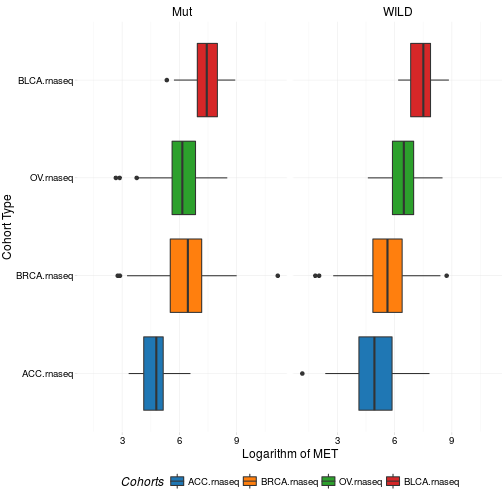 Mut WILD
BLCA.rnaseq
OV.rnaseq
BRCA.rnaseq
ACC.rnaseq
Cohort Type
3 6 9 3 6 9
Logarithm of MET
Cohorts ACC.rnaseq BRCA.rnaseq OV.rnaseq BLCA.rnaseq